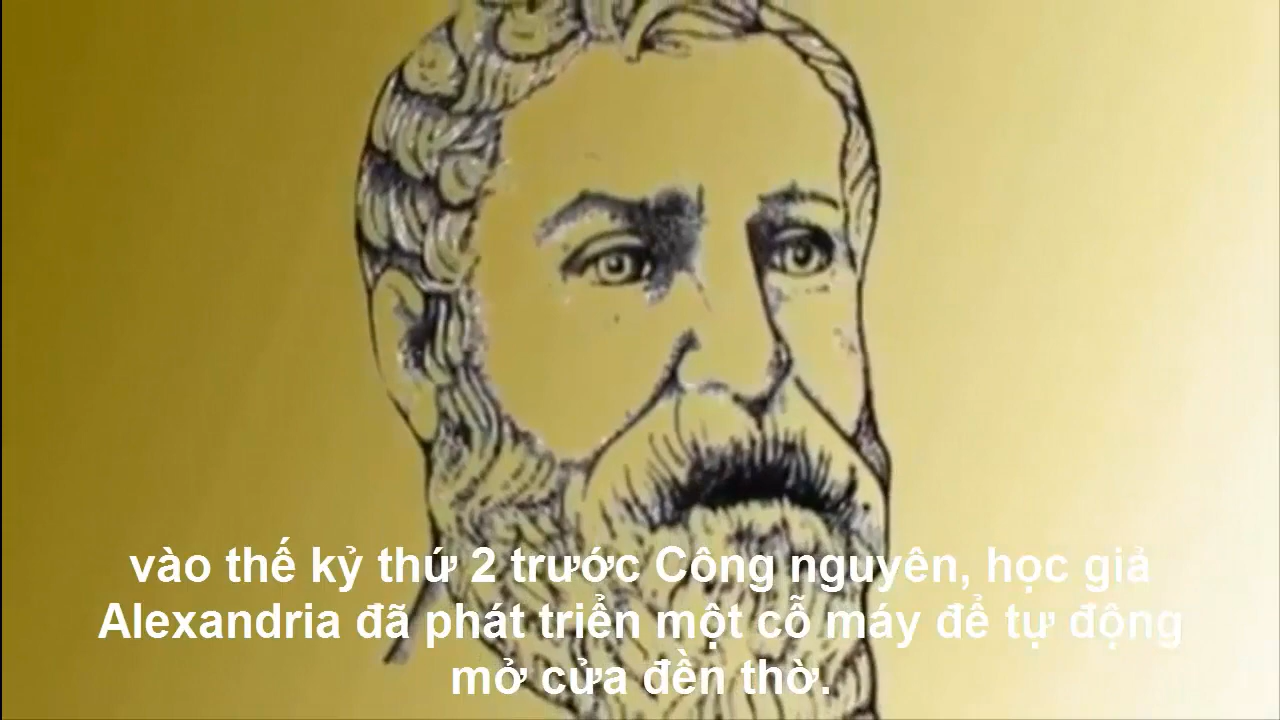 vào thế kỷ thứ 2 trước Công nguyên, học giả
Alexandria đã phát triển một cỗ máy để tự động
mở cửa đền thờ.